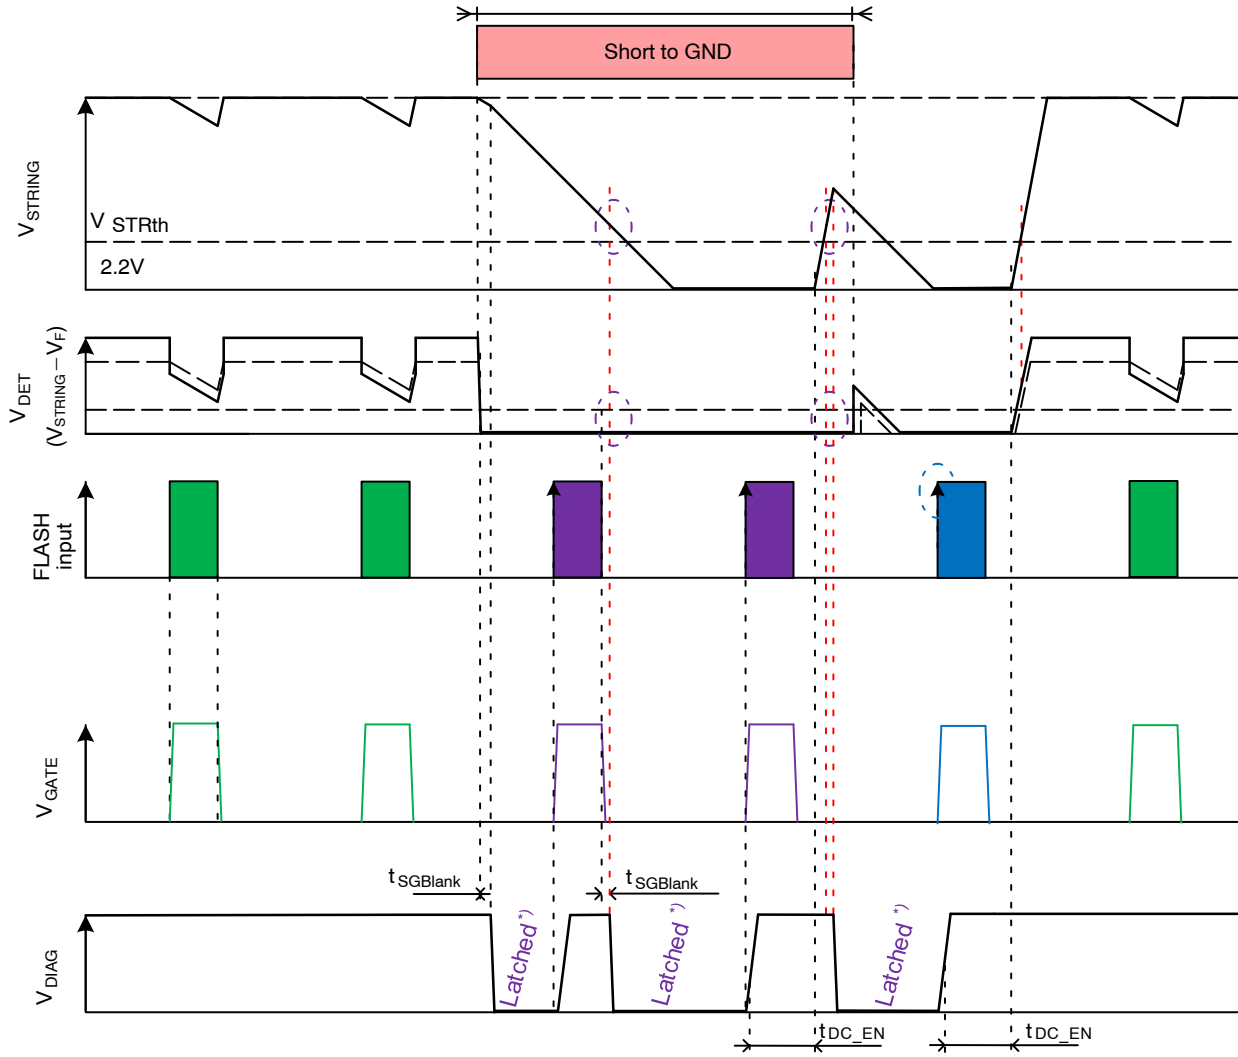 Short to GND
VSTRING
V STRth
2.2V
VDET
(VSTRING − VF)
FLASH
input
VGATE
tSGBlank
tSGBlank
VDIAG
Latched *)
Latched *)
Latched *)
tDC_EN
tDC_EN